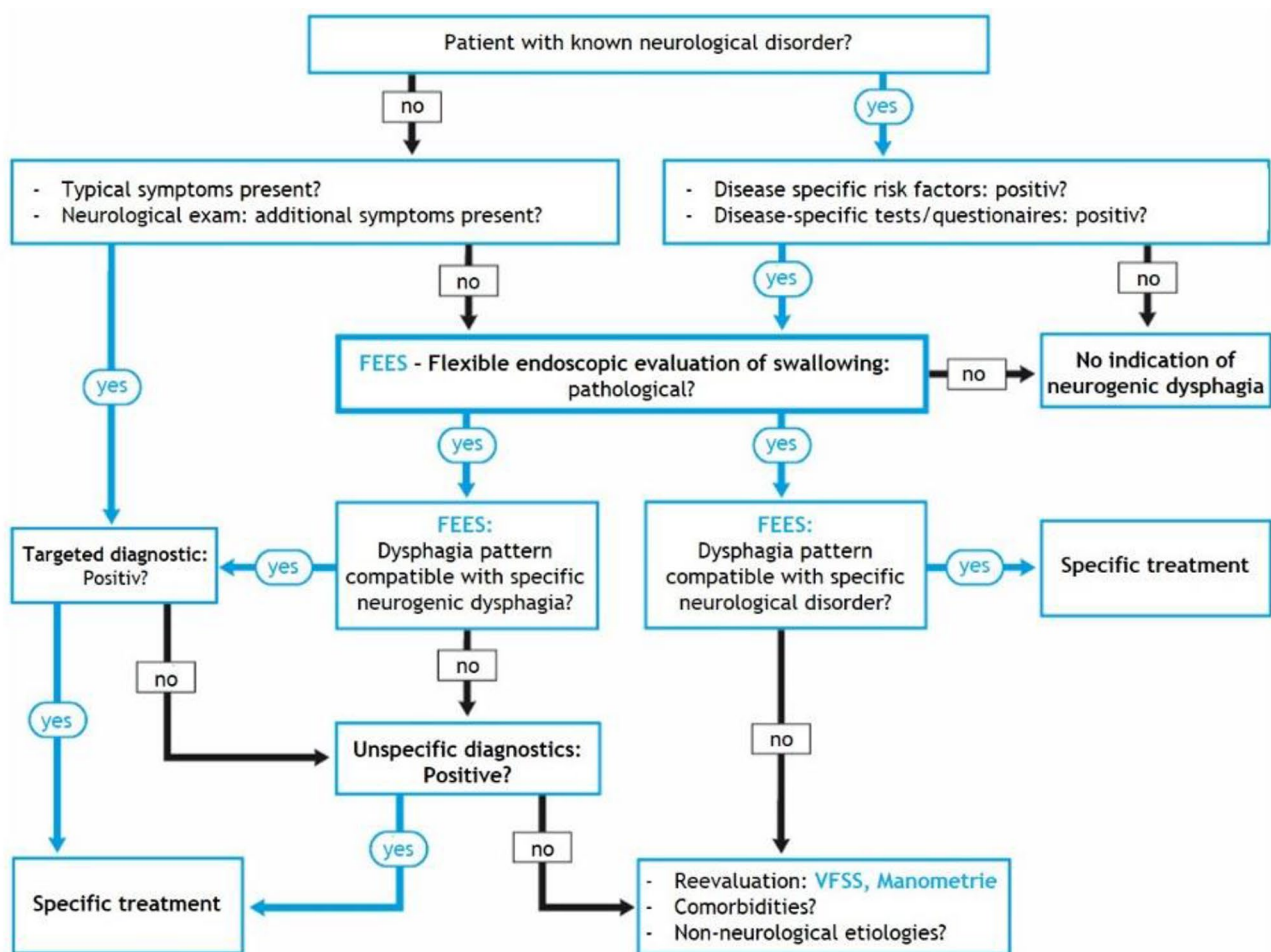 Patient with known neurological disorder?
no
yes
- Typical symptoms present?
- Neurological exam: additional symptoms present?
- Disease specific risk factors: positiv?
- Disease-specific tests/questionaires: positiv?
no
yes
no
yes
FEES - Flexible endoscopic evaluation of swallowing:
pathological?
no
No indication of
neurogenic dysphagia
yes
yes
Targeted diagnostic:
Positiv?
yes
FEES:
Dysphagia pattern
compatible with specific
neurogenic dysphagia?
FEES:
Dysphagia pattern
compatible with specific
neurological disorder?
yes
Specific treatment
no
no
yes
no
Unspecific diagnostics:
Positive?
yes
no
Specific treatment
- Reevaluation: VFSS, Manometrie
- Comorbidities?
- Non-neurological etiologies?